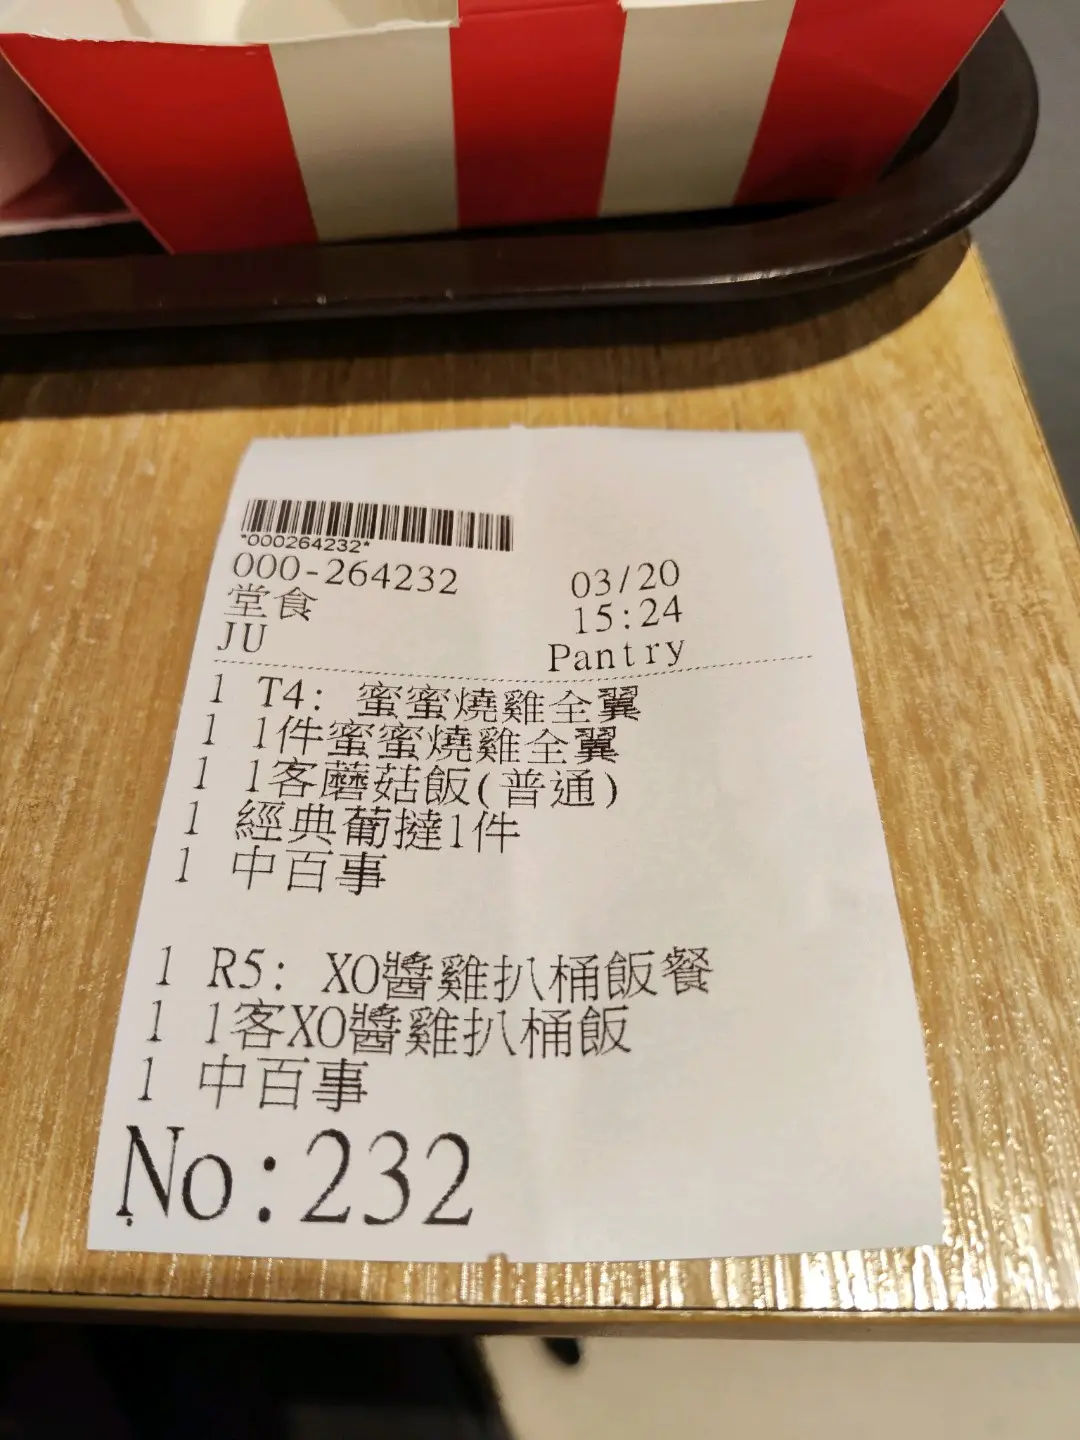 *000264232*
000-264232 03/20
堂食 15:24
JU Pantry
1 T4: 蜜蜜燒雞全翼
1 1件蜜蜜燒雞全翼
1 1客蘑菇飯(普通)
1 經典葡撻1件
1 中百事
1 R5: XO醬雞扒桶飯餐
1 1客XO醬雞扒桶飯
1 中百事
No:232